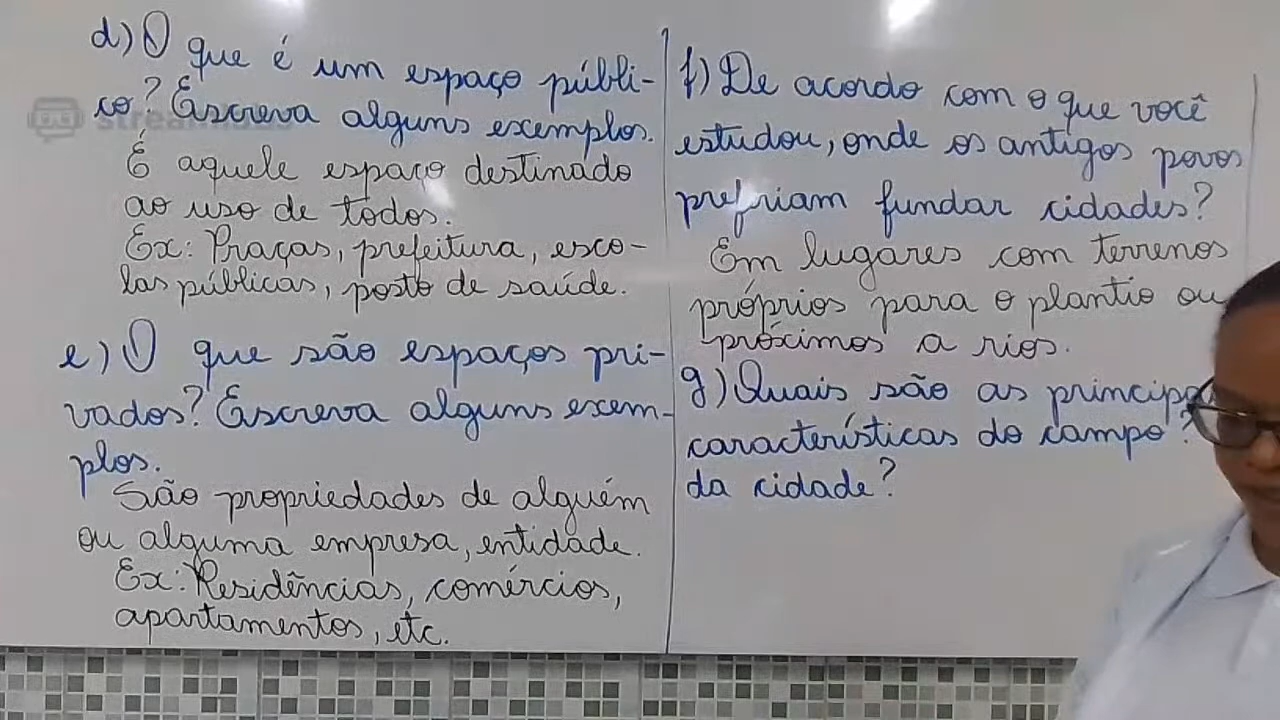 d) O que é um espaço públi-
co? Escreva alguns exemplos.
É aquele espaço destinado
ao uso de todos.
Ex: Praças, prefeitura, esco-
las públicas, posto de saúde.
e) O que são espaços pri-
vados? Escreva alguns exem-
plos.
São propriedades de alguém
ou alguma empresa, entidade.
Ex: Residências, comércios,
apartamentos, etc.
f) De acordo com o que você
estudou, onde os antigos povos
preferiam fundar cidades?
Em lugares com terrenos
próprios para o plantio ou
próximos a rios.
g) Quais são as principa
características do campo?
da cidade?